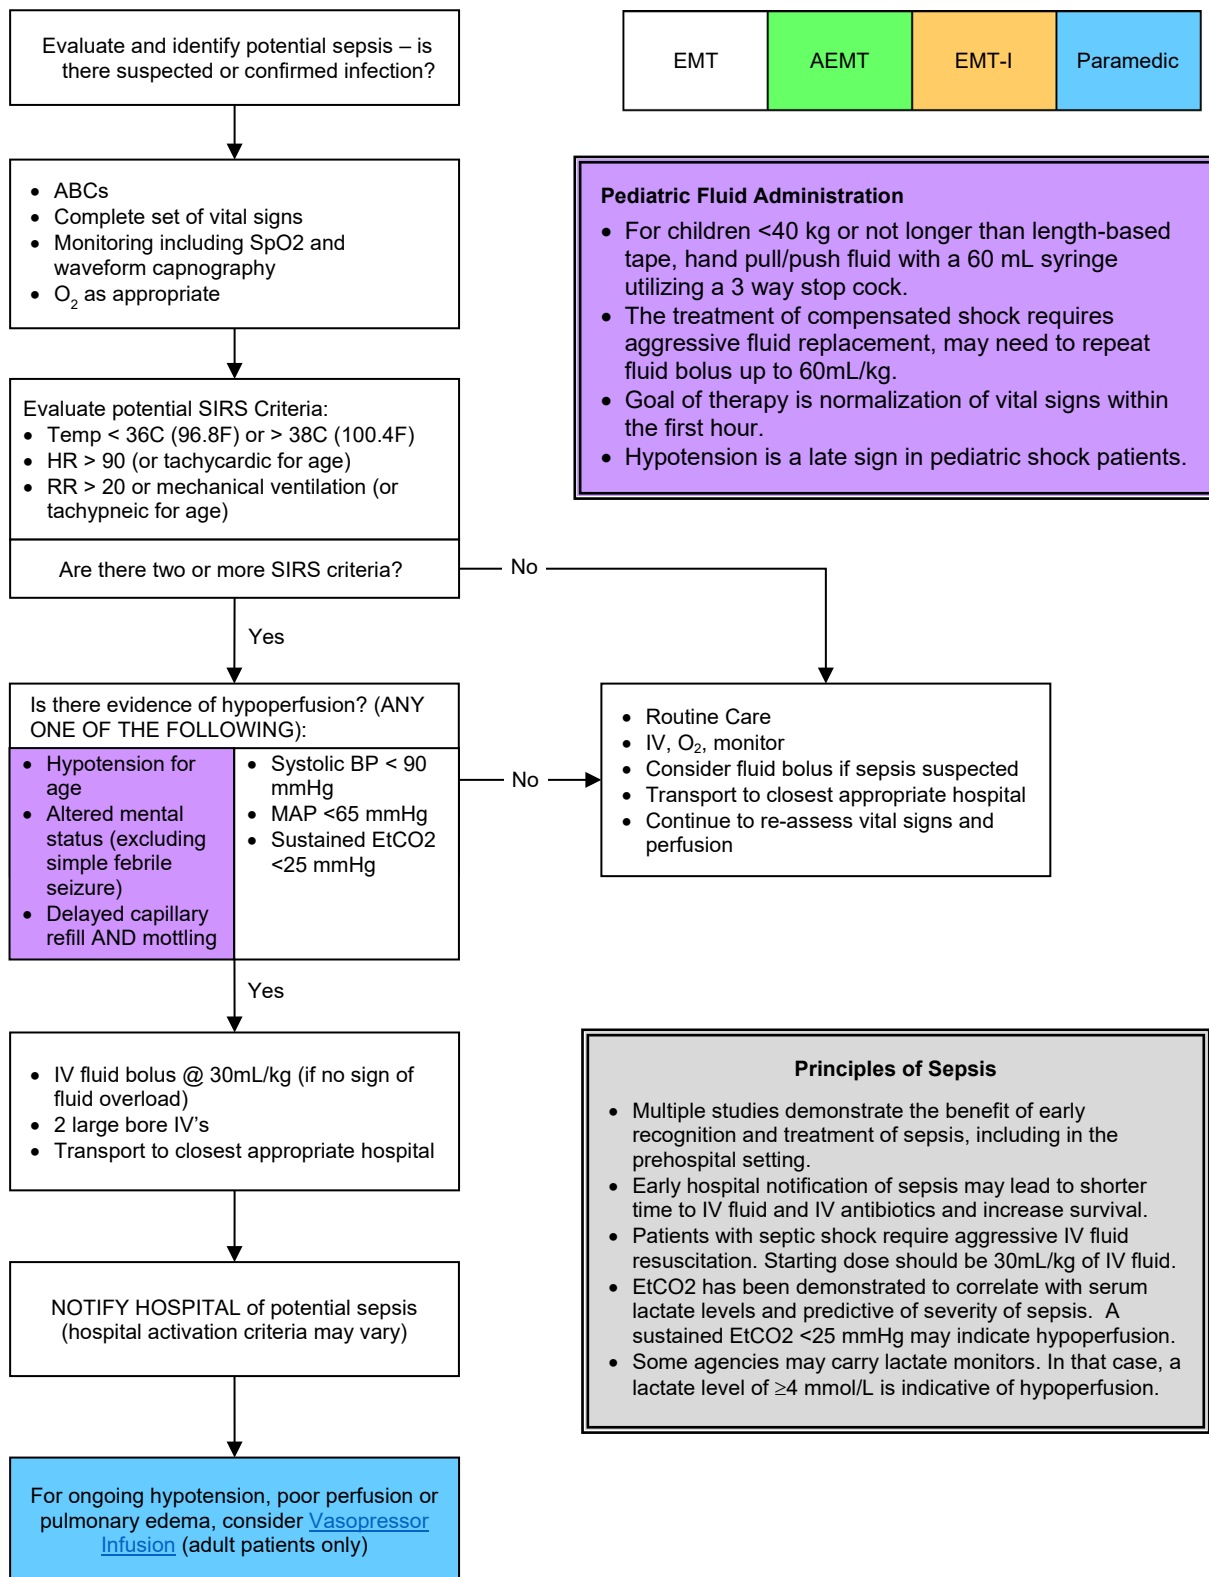 Evaluate and identify potential sepsis – is
there suspected or confirmed infection?
EMT
AEMT
EMT-I
Paramedic
• ABCs
• Complete set of vital signs
• Monitoring including SpO2 and
waveform capnography
• O2 as appropriate
Pediatric Fluid Administration
• For children <40 kg or not longer than length-based
tape, hand pull/push fluid with a 60 mL syringe
utilizing a 3 way stop cock.
• The treatment of compensated shock requires
aggressive fluid replacement, may need to repeat
fluid bolus up to 60mL/kg.
• Goal of therapy is normalization of vital signs within
the first hour.
• Hypotension is a late sign in pediatric shock patients.
Evaluate potential SIRS Criteria:
• Temp < 36C (96.8F) or > 38C (100.4F)
• HR > 90 (or tachycardic for age)
• RR > 20 or mechanical ventilation (or
tachypneic for age)
Are there two or more SIRS criteria?
No
Yes
Is there evidence of hypoperfusion? (ANY
ONE OF THE FOLLOWING):
• Hypotension for
age
• Altered mental
status (excluding
simple febrile
seizure)
• Delayed capillary
refill AND mottling
• Systolic BP < 90
mmHg
• MAP <65 mmHg
• Sustained EtCO2
<25 mmHg
No
• Routine Care
• IV, O2, monitor
• Consider fluid bolus if sepsis suspected
• Transport to closest appropriate hospital
• Continue to re-assess vital signs and
perfusion
Yes
• IV fluid bolus @ 30mL/kg (if no sign of
fluid overload)
• 2 large bore IV's
• Transport to closest appropriate hospital
Principles of Sepsis
• Multiple studies demonstrate the benefit of early
recognition and treatment of sepsis, including in the
prehospital setting.
• Early hospital notification of sepsis may lead to shorter
time to IV fluid and IV antibiotics and increase survival.
• Patients with septic shock require aggressive IV fluid
resuscitation. Starting dose should be 30mL/kg of IV fluid.
• EtCO2 has been demonstrated to correlate with serum
lactate levels and predictive of severity of sepsis. A
sustained EtCO2 <25 mmHg may indicate hypoperfusion.
• Some agencies may carry lactate monitors. In that case, a
lactate level of ≥4 mmol/L is indicative of hypoperfusion.
NOTIFY HOSPITAL of potential sepsis
(hospital activation criteria may vary)
For ongoing hypotension, poor perfusion or
pulmonary edema, consider Vasopressor
Infusion (adult patients only)